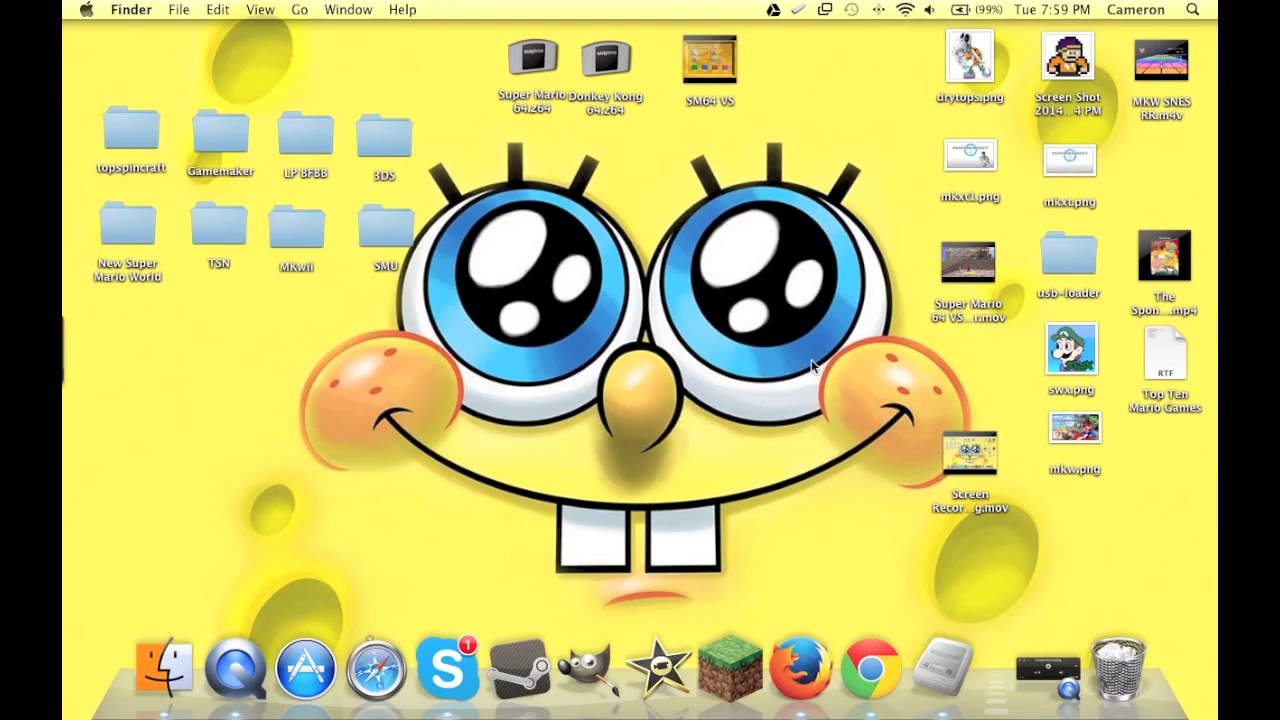 Finder File Edit View Go Window Help (99%) Tue 7:59 PM Cameron
Super Mario
64.z64
Donkey Kong
64.z64
SM64 VS
drytops.png
Screen Shot
2014...4 PM
MKW SNES
RR.m4v
topspincraft
Gamemaker
LP BFBB
3DS
mkxt1.png
mkxt.png
New Super
Mario World
TSN
MKwii
SMU
Super Mario
64 VS...n.mov
usb-loader
The
Spon...mp4
swx.png
RTF
Top Ten
Mario Games
mkw.png
Screen
Recor...g.mov
1